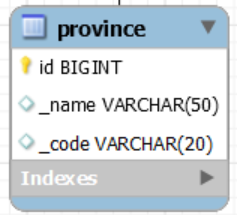 province
id BIGINT
_name VARCHAR(50)
_code VARCHAR(20)
Indexes